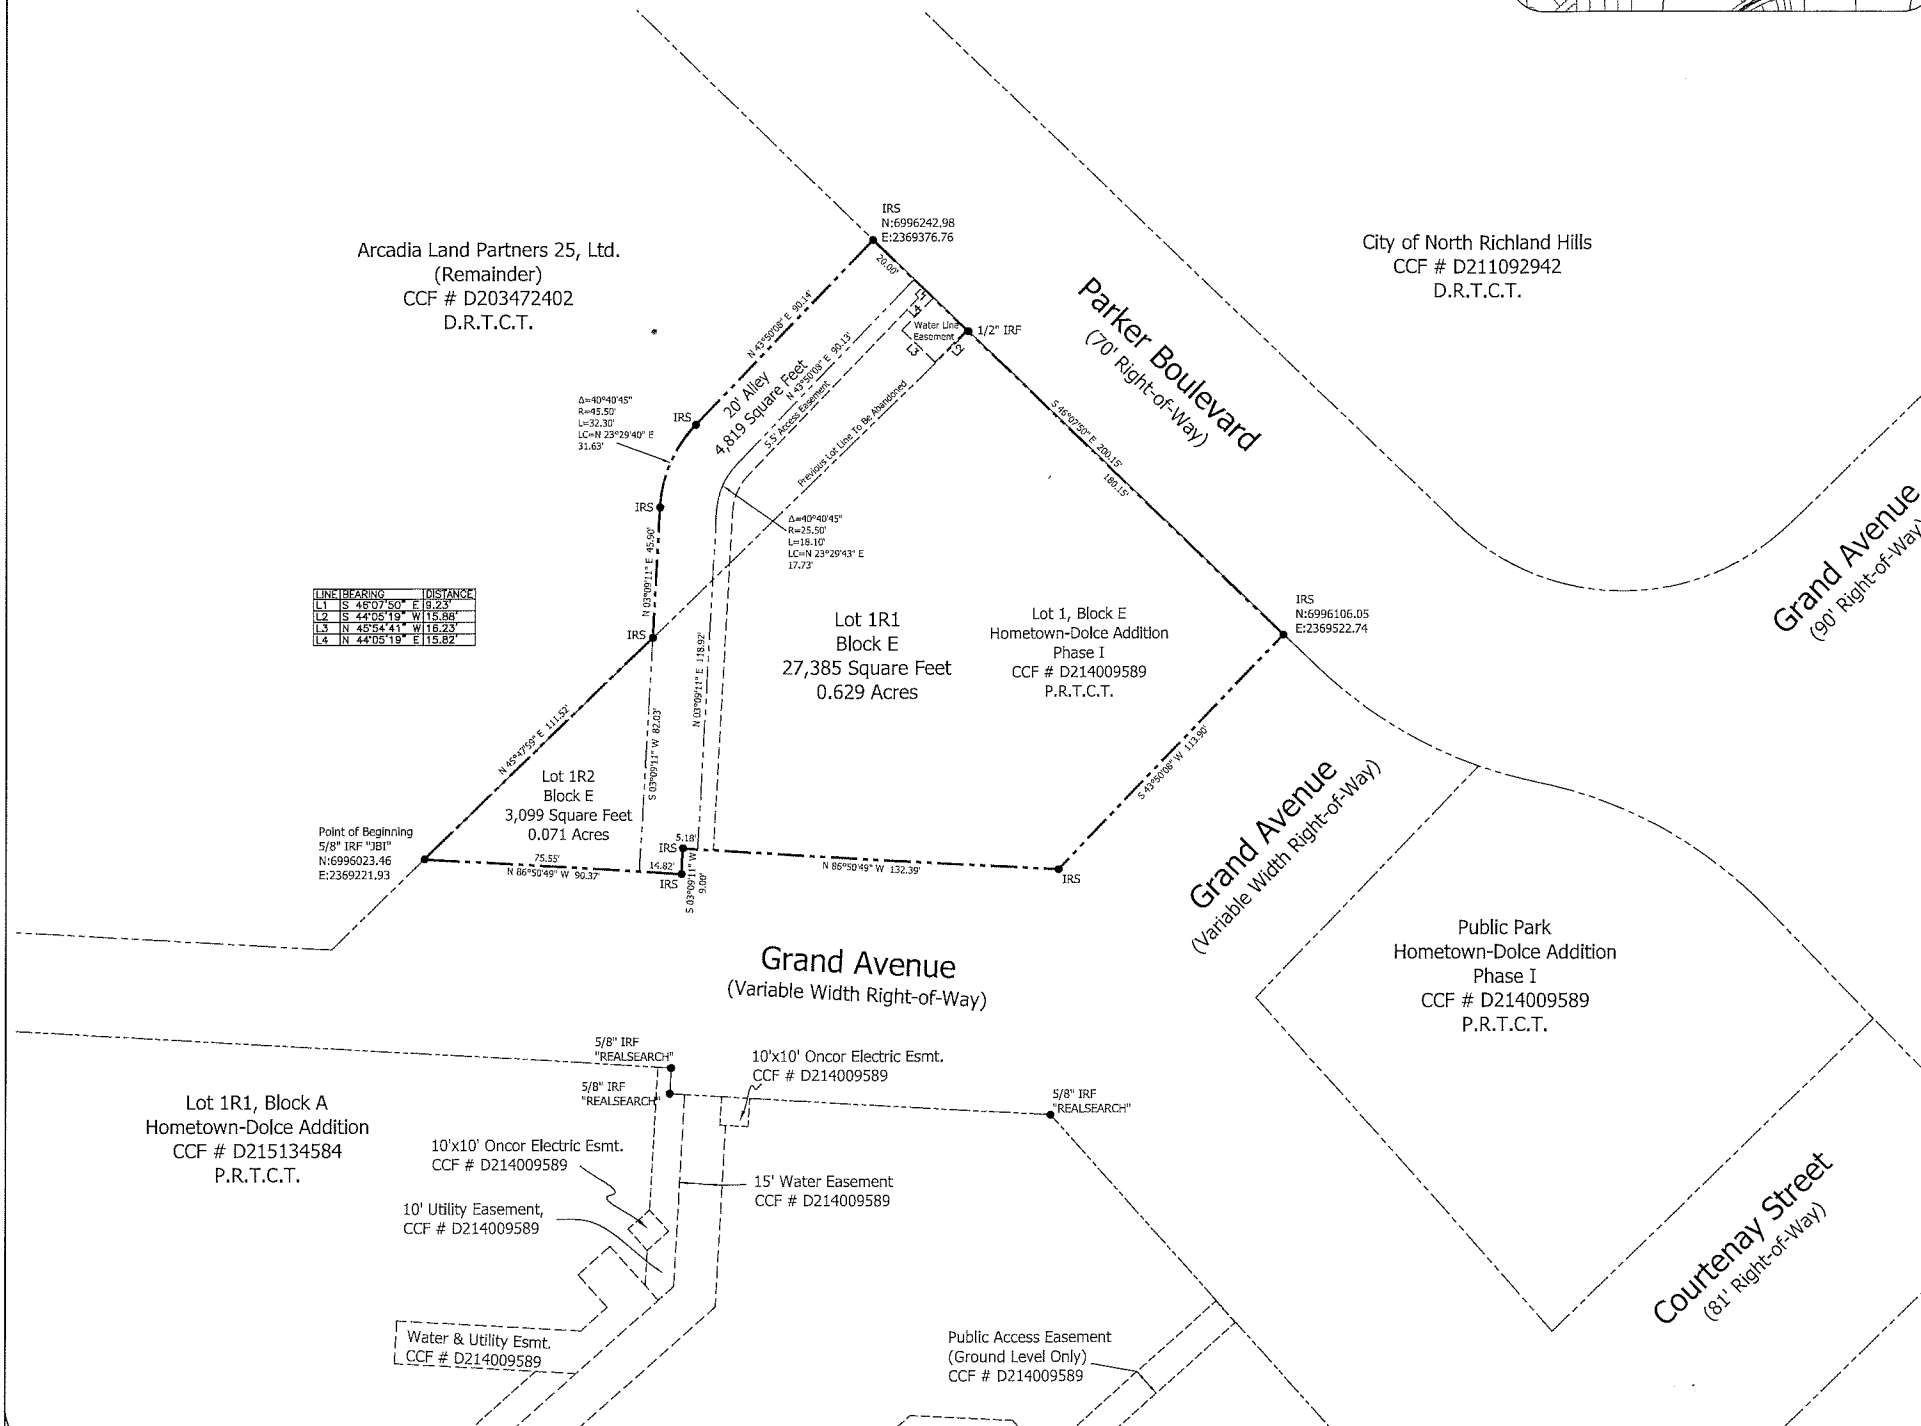 IRS
N:6996242.98
E:2369376.76
Arcadia Land Partners 25, Ltd.
(Remainder)
CCF # D203472402
D.R.T.C.T.
City of North Richland Hills
CCF # D211092942
D.R.T.C.T.
Parker Boulevard
(70' Right-of-Way)
20.00'
L1
L4
Water Line
Easement
L3
L2
1/2" IRF
N 43°50'08" E 90.14'
20' Alley
4,819 Square Feet
N 43°50'08" E 90.13'
5.5' Access Easement
Previous Lot Line To Be Abandoned
S 46°07'50" E 200.15'
180.15'
Δ=40°40'45"
R=45.50'
L=32.30'
LC=N 23°29'40" E
31.63'
IRS
IRS
Δ=40°40'45"
R=25.50'
L=18.10'
LC=N 23°29'43" E
17.73'
N 03°09'11" E 45.90'
Grand Avenue
(90' Right-of-Way)
LINE BEARING DISTANCE
L1 S 46°07'50" E 9.23'
L2 S 44°05'19" W 15.88'
L3 N 45°54'41" W 16.23'
L4 N 44°05'19" E 15.82'
IRS
Lot 1R1
Block E
27,385 Square Feet
0.629 Acres
Lot 1, Block E
Hometown-Dolce Addition
Phase I
CCF # D214009589
P.R.T.C.T.
IRS
N:6996106.05
E:2369522.74
N 03°09'11" E 118.92'
S 03°09'11" W 82.03'
N 45°47'59" E 111.52'
S 43°50'08" W 113.90'
Lot 1R2
Block E
3,099 Square Feet
0.071 Acres
Point of Beginning
5/8" IRF "JBI"
N:6996023.46
E:2369221.93
75.55'
N 86°50'49" W 90.37'
14.82'
IRS
5.18'
IRS
S 03°09'11" W
9.00'
N 86°50'49" W 132.39'
IRS
Grand Avenue
(Variable Width Right-of-Way)
Grand Avenue
(Variable Width Right-of-Way)
Public Park
Hometown-Dolce Addition
Phase I
CCF # D214009589
P.R.T.C.T.
5/8" IRF
"REALSEARCH"
5/8" IRF
"REALSEARCH"
10'x10' Oncor Electric Esmt.
CCF # D214009589
5/8" IRF
"REALSEARCH"
Lot 1R1, Block A
Hometown-Dolce Addition
CCF # D215134584
P.R.T.C.T.
10'x10' Oncor Electric Esmt.
CCF # D214009589
15' Water Easement
CCF # D214009589
10' Utility Easement,
CCF # D214009589
Courtenay Street
(81' Right-of-Way)
Water & Utility Esmt.
CCF # D214009589
Public Access Easement
(Ground Level Only)
CCF # D214009589